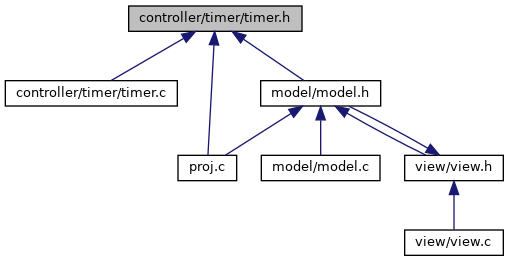 controller/timer/timer.h
controller/timer/timer.c
model/model.h
proj.c
model/model.c
view/view.h
view/view.c